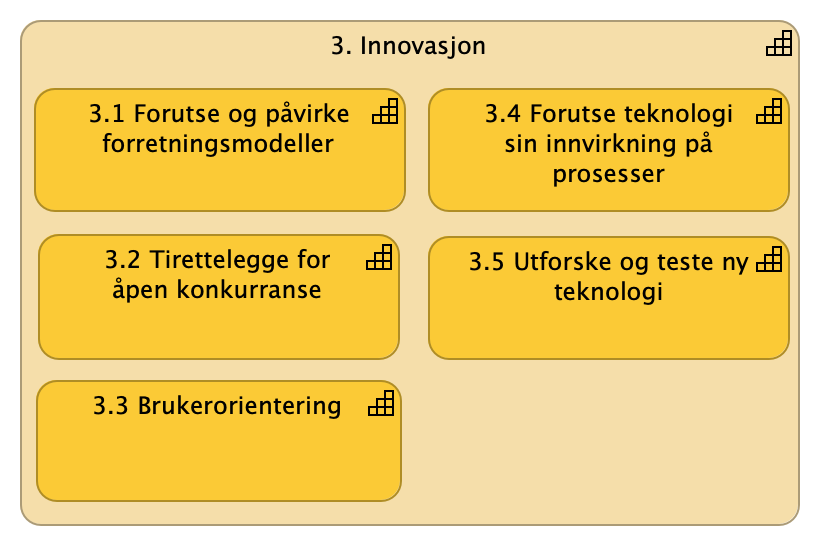 3. Innovasjon
3.1 Forutse og påvirke
forretningsmodeller
3.2 Tirettelegge for
åpen konkurranse
3.3 Brukerorientering
3.4 Forutse teknologi
sin innvirkning på
prosesser
3.5 Utforske og teste ny
teknologi